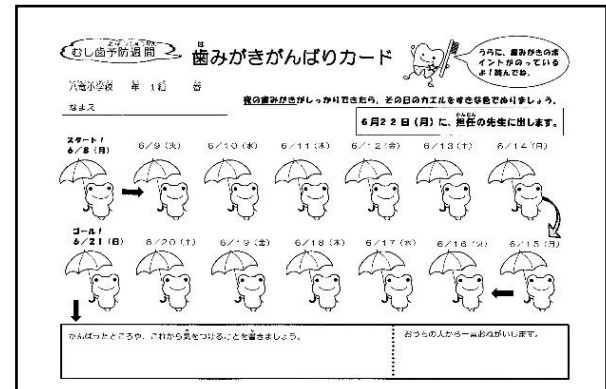 むし歯予防週間
歯みがきがんばりカード
うらに、歯みがきのポ
イントがのっている
よ！読んでね。
八竜小学校　年　1組　番
なまえ
夜の歯みがきがしっかりできたら、その日のカエルをすきな色でぬりましょう。
6月22日（月）に、担任の先生に出します。
スタート！
6/8（月）　6/9（火）　6/10（水）　6/11（木）　6/12（金）　6/13（土）　6/14（日）
ゴール！
6/21（日）　6/20（土）　6/19（金）　6/18（木）　6/17（水）　6/16（火）　6/15（月）
がんばったところや、これから気をつけることを書きましょう。
おうちの人から一言おねがいします。